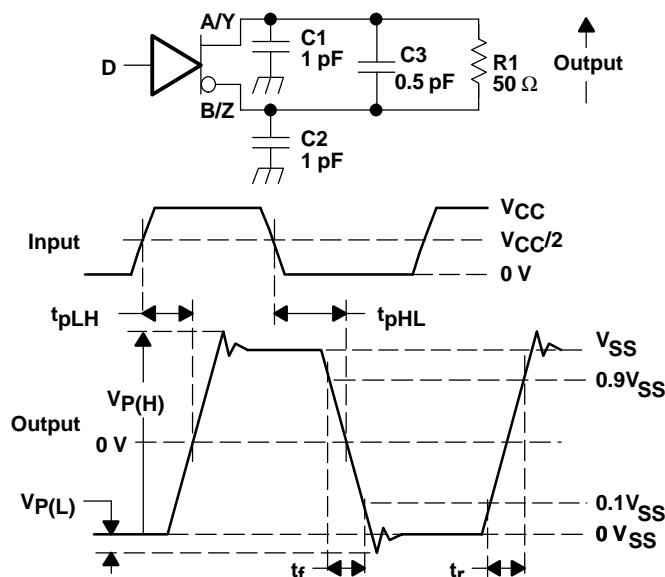 A/Y
C1
1 pF
C3
0.5 pF
R1
50 Ω
Output
D
B/Z
C2
1 pF
VCC
Input
VCC/2
0 V
tpLH
tpHL
VSS
0.9VSS
VP(H)
Output
0 V
VP(L)
0.1VSS
0 VSS
tf
tr